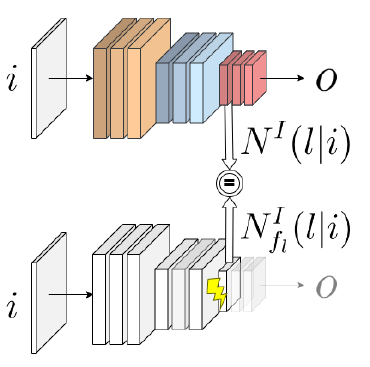 i
o
N^I(l|i)
=
N^I_{f_l}(l|i)
i
o